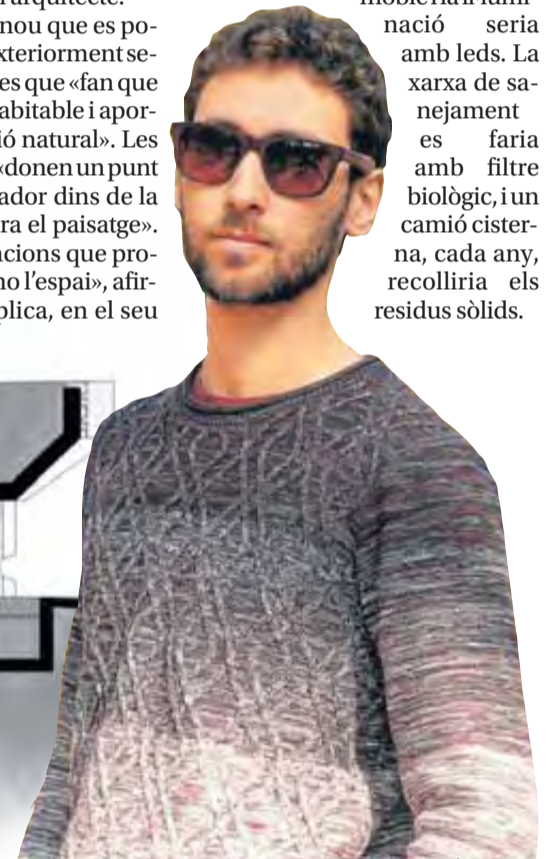 arquitecte.
nou que es po-
xteriorment se-
es que «fan que
abitable i apor-
ió natural». Les
«donen un punt
ador dins de la
ra el paisatge».
cions que pro-
no l'espai», afir-
plica, en el seu
nació seria
amb leds. La
xarxa de sa-
nejament
es faria
amb filtre
biològic, i un
camió cister-
na, cada any,
recolliria els
residus sòlids.